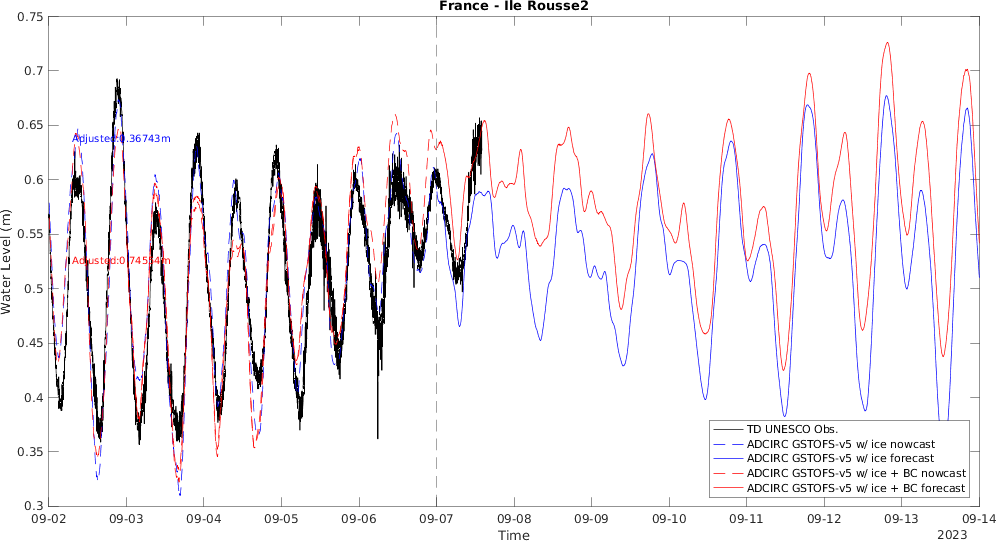 France - Ile Rousse2
0.75
0.7
0.65
0.6
0.55
0.5
0.45
0.4
0.35
0.3
Water Level (m)
Adjusted:0.36743m
Adjusted:0.74554m
TD UNESCO Obs.
ADCIRC GSTOFS-v5 w/ ice nowcast
ADCIRC GSTOFS-v5 w/ ice forecast
ADCIRC GSTOFS-v5 w/ ice + BC nowcast
ADCIRC GSTOFS-v5 w/ ice + BC forecast
09-02 09-03 09-04 09-05 09-06 09-07 09-08 09-09 09-10 09-11 09-12 09-13 09-14
Time
2023